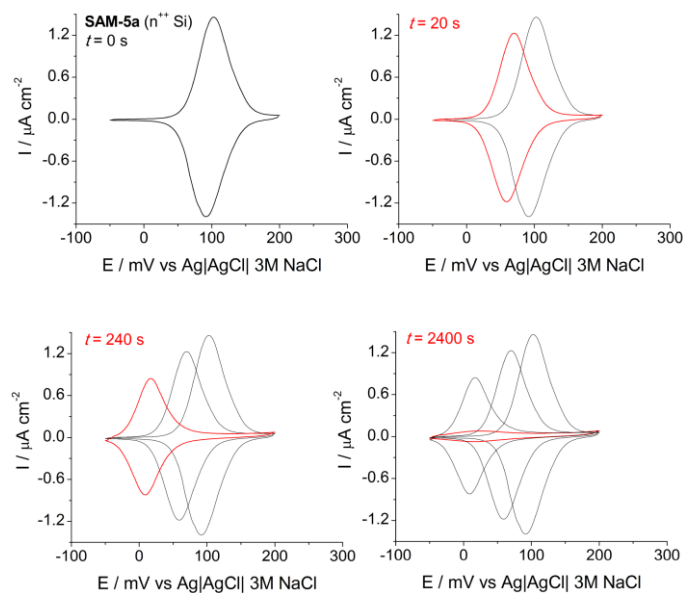 SAM-5a (n⁺⁺ Si)
t = 0 s
1.2
0.6
0.0
-0.6
-1.2
I / μA cm⁻²
-100 0 100 200 300
E / mV vs Ag|AgCl| 3M NaCl
t = 20 s
1.2
0.6
0.0
-0.6
-1.2
I / μA cm⁻²
-100 0 100 200 300
E / mV vs Ag|AgCl| 3M NaCl
t = 240 s
1.2
0.6
0.0
-0.6
-1.2
I / μA cm⁻²
-100 0 100 200 300
E / mV vs Ag|AgCl| 3M NaCl
t = 2400 s
1.2
0.6
0.0
-0.6
-1.2
I / μA cm⁻²
-100 0 100 200 300
E / mV vs Ag|AgCl| 3M NaCl